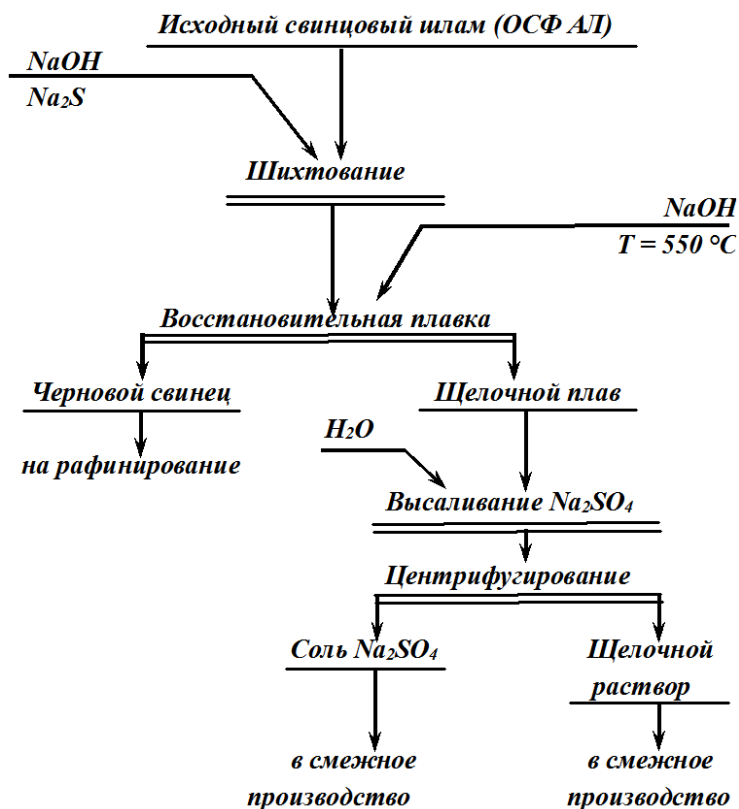 Исходный свинцовый шлам (ОСФ АЛ)
NaOH
Na₂S
Шихтование
NaOH
T = 550 °C
Восстановительная плавка
Черновой свинец
Щелочной плав
H₂O
на рафинирование
Высаливание Na₂SO₄
Центрифугирование
Соль Na₂SO₄
Щелочной
раствор
в смежное
производство
в смежное
производство